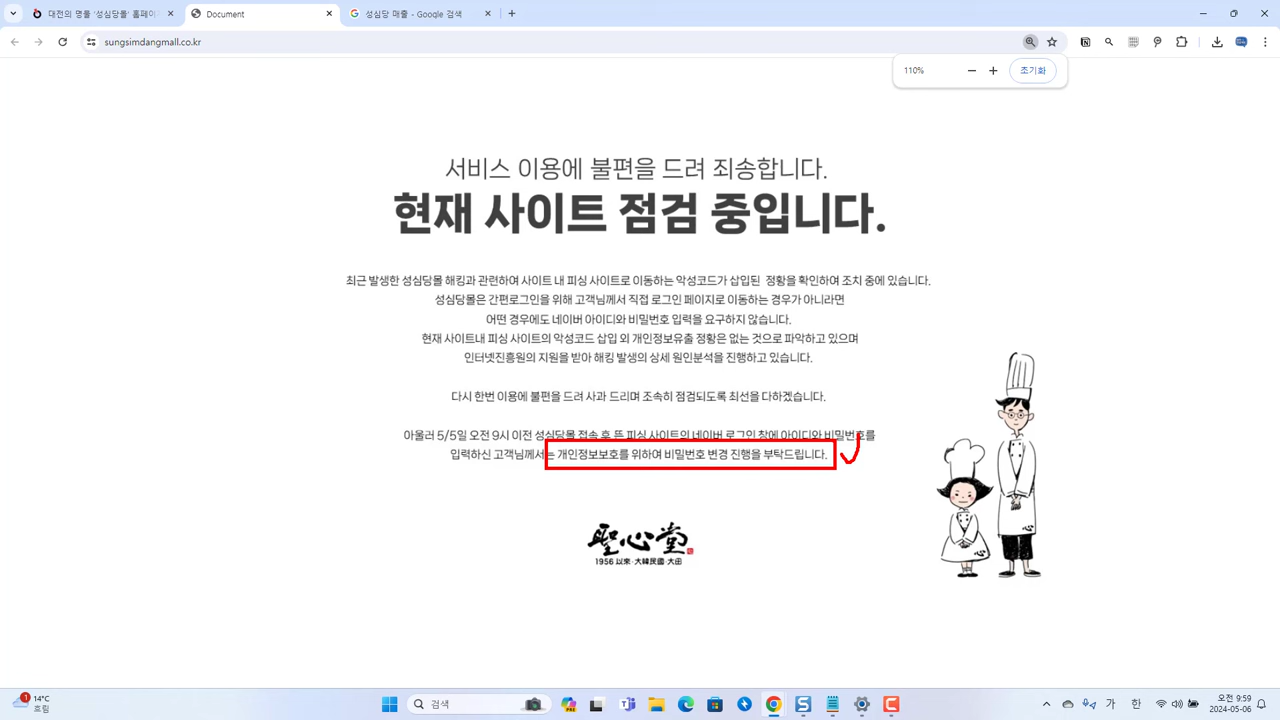 대전의 명물 '성심당몰' 홈페이지
Document
성심당 매출 - Google 검색
sungsimdangmall.co.kr
110%
초기화
서비스 이용에 불편을 드려 죄송합니다.
현재 사이트 점검 중입니다.
최근 발생한 성심당몰 해킹과 관련하여 사이트 내 피싱 사이트로 이동하는 악성코드가 삽입된 정황을 확인하여 조치 중에 있습니다.
성심당몰은 간편로그인을 위해 고객님께서 직접 로그인 페이지로 이동하는 경우가 아니라면
어떤 경우에도 네이버 아이디와 비밀번호 입력을 요구하지 않습니다.
현재 사이트내 피싱 사이트의 악성코드 삽입 외 개인정보유출 정황은 없는 것으로 파악하고 있으며
인터넷진흥원의 지원을 받아 해킹 발생의 상세 원인분석을 진행하고 있습니다.
다시 한번 이용에 불편을 드려 사과 드리며 조속히 점검되도록 최선을 다하겠습니다.
아울러 5/5일 오전 9시 이전 성심당몰 접속 후 뜬 피싱 사이트의 네이버 로그인 창에 아이디와 비밀번호를
입력하신 고객님께서는 개인정보보호를 위하여 비밀번호 변경 진행을 부탁드립니다.
聖心堂
1956 以來·大韓民國·大田
1
14°C
흐림
검색
가
한
오전 9:59
2024-05-06